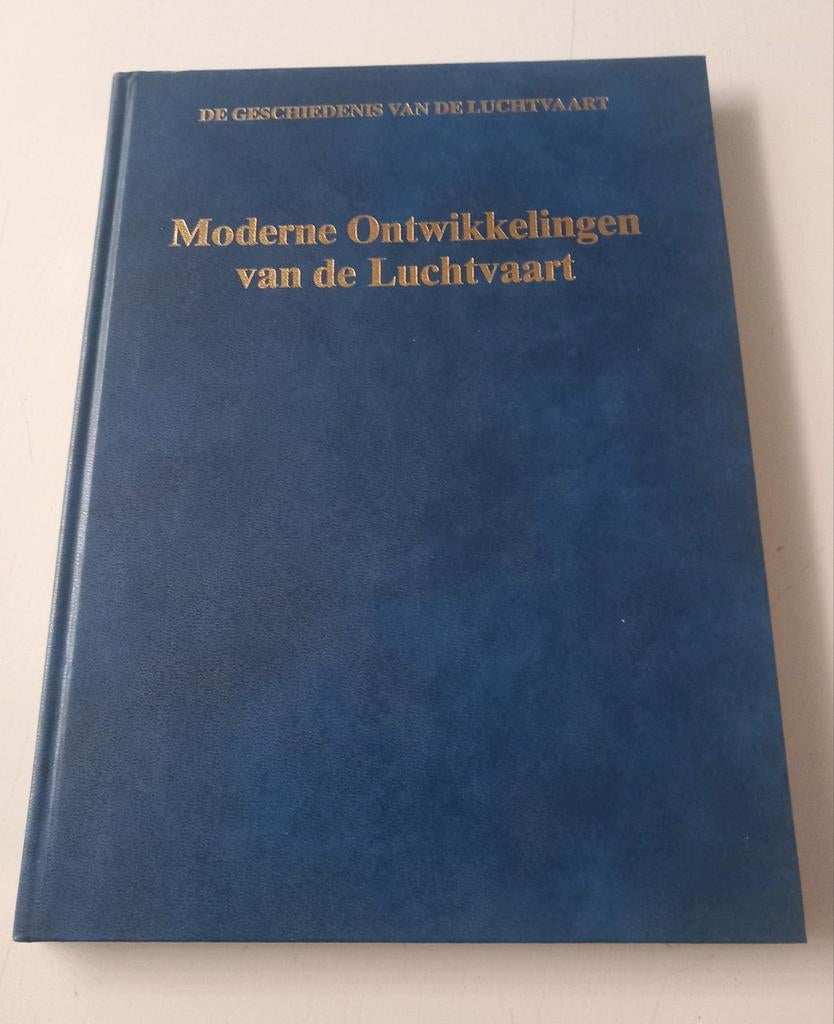 DE GESCHIEDENIS VAN DE LUCHTVAART
Moderne Ontwikkelingen
van de Luchtvaart